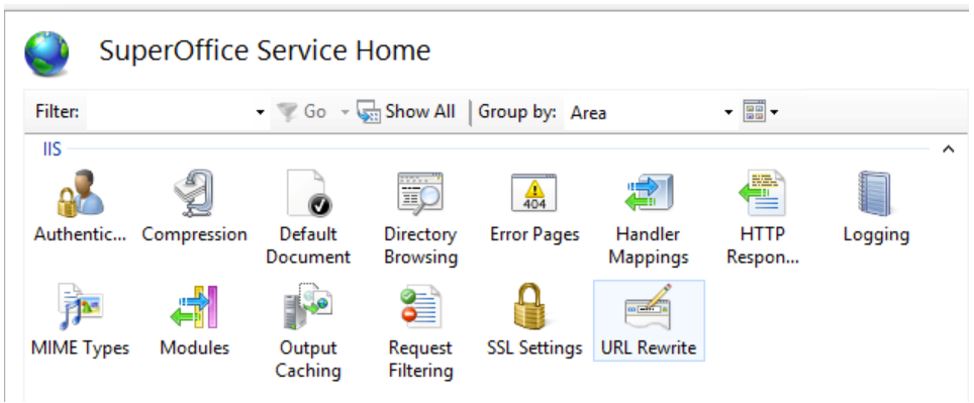 SuperOffice Service Home
Filter: Go Show All Group by: Area
IIS
404
Authentic... Compression Default Document Directory Browsing Error Pages Handler Mappings HTTP Respon... Logging
MIME Types Modules Output Caching Request Filtering SSL Settings URL Rewrite